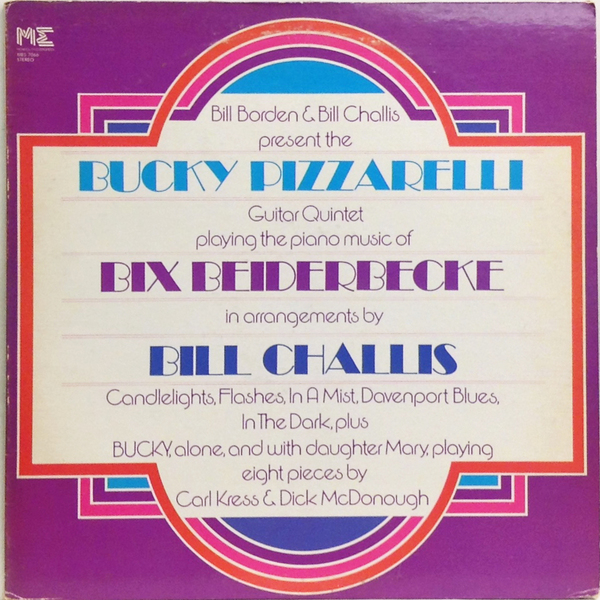 ME
STEREO
Bill Borden & Bill Challis
present the
BUCKY PIZZARELLI
Guitar Quintet
playing the piano music of
BIX BEIDERBECKE
in arrangements by
BILL CHALLIS
Candlelights, Flashes, In A Mist, Davenport Blues,
In The Dark, plus
BUCKY, alone, and with daughter Mary, playing
eight pieces by
Carl Kress & Dick McDonough